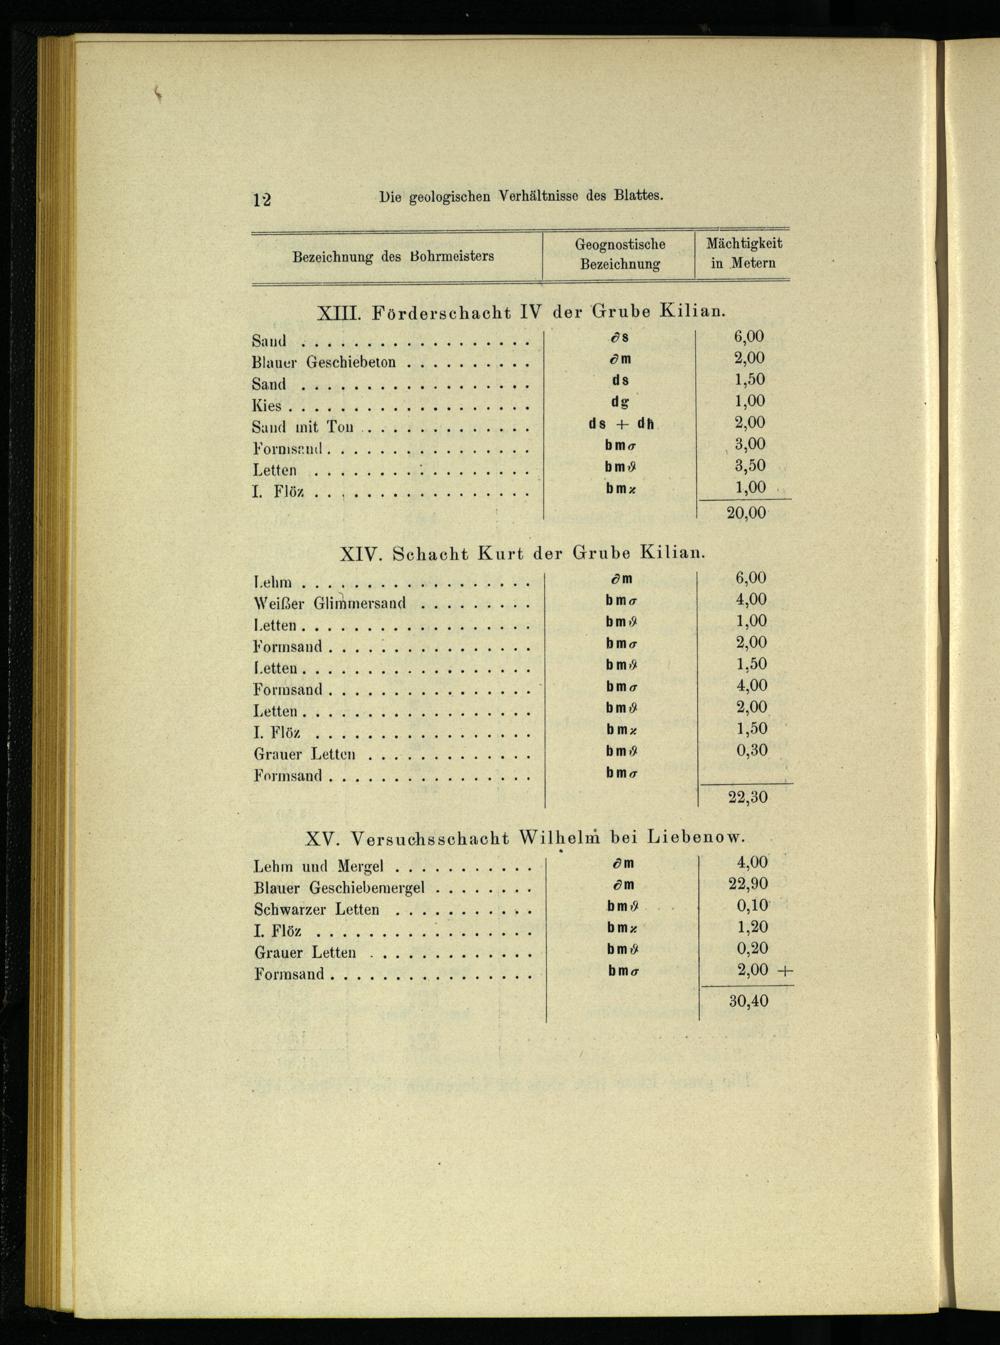 12 Die geologischen Verhältnisse des Blattes.
Bezeichnung des Bohrmeisters Geognostische Bezeichnung Mächtigkeit in Metern
XIII. Förderschacht IV der Grube Kilian.
Sand . . . . . . . . . . . . . . . . . . ∂s 6,00
Blauer Geschiebeton . . . . . . . . . . ∂m 2,00
Sand . . . . . . . . . . . . . . . . . . ds 1,50
Kies . . . . . . . . . . . . . . . . . . . dg 1,00
Sand mit Ton . . . . . . . . . . . . . ds + dh 2,00
Formsand . . . . . . . . . . . . . . . . bmσ 3,00
Letten . . . . . . . . . . . . . . . . . bmϑ 3,50
I. Flöz . . . . . . . . . . . . . . . . . bmϰ 1,00
20,00
XIV. Schacht Kurt der Grube Kilian.
Lehm . . . . . . . . . . . . . . . . . . ∂m 6,00
Weißer Glimmersand . . . . . . . . . bmσ 4,00
Letten . . . . . . . . . . . . . . . . . . bmϑ 1,00
Formsand . . . . . . . . . . . . . . . . bmσ 2,00
Letten . . . . . . . . . . . . . . . . . . bmϑ 1,50
Formsand . . . . . . . . . . . . . . . . bmσ 4,00
Letten . . . . . . . . . . . . . . . . . . bmϑ 2,00
I. Flöz . . . . . . . . . . . . . . . . . bmϰ 1,50
Grauer Letten . . . . . . . . . . . . . bmϑ 0,30
Formsand . . . . . . . . . . . . . . . . bmσ
22,30
XV. Versuchsschacht Wilhelm bei Liebenow.
Lehm und Mergel . . . . . . . . . . . ∂m 4,00
Blauer Geschiebemergel . . . . . . . . ∂m 22,90
Schwarzer Letten . . . . . . . . . . . bmϑ 0,10
I. Flöz . . . . . . . . . . . . . . . . . bmϰ 1,20
Grauer Letten . . . . . . . . . . . . . bmϑ 0,20
Formsand . . . . . . . . . . . . . . . . bmσ 2,00 +
30,40